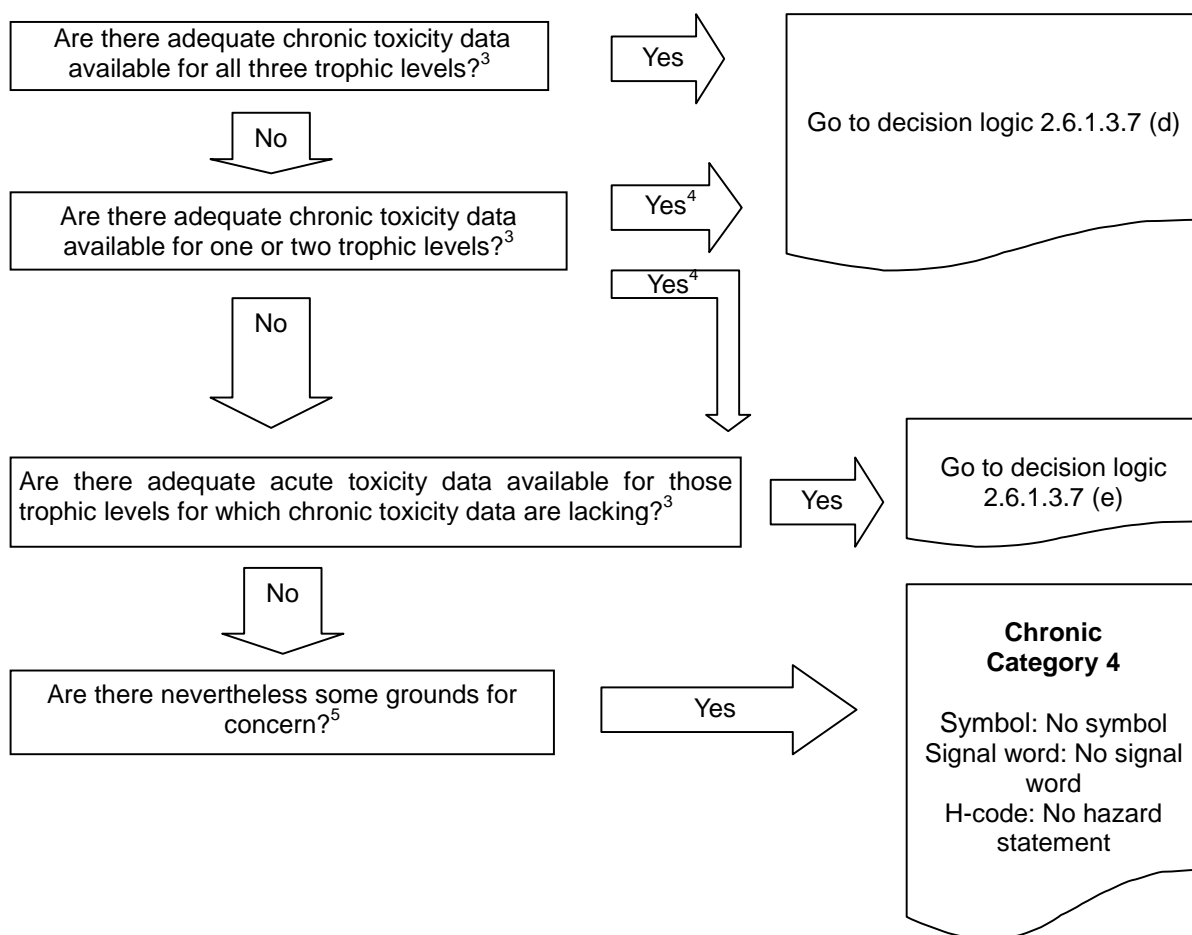 Are there adequate chronic toxicity data
available for all three trophic levels?3
Yes
Go to decision logic 2.6.1.3.7 (d)
No
Are there adequate chronic toxicity data
available for one or two trophic levels?3
Yes4
Yes4
No
Are there adequate acute toxicity data available for those
trophic levels for which chronic toxicity data are lacking?3
Yes
Go to decision logic
2.6.1.3.7 (e)
No
Are there nevertheless some grounds for
concern?5
Yes
Chronic
Category 4
Symbol: No symbol
Signal word: No signal
word
H-code: No hazard
statement